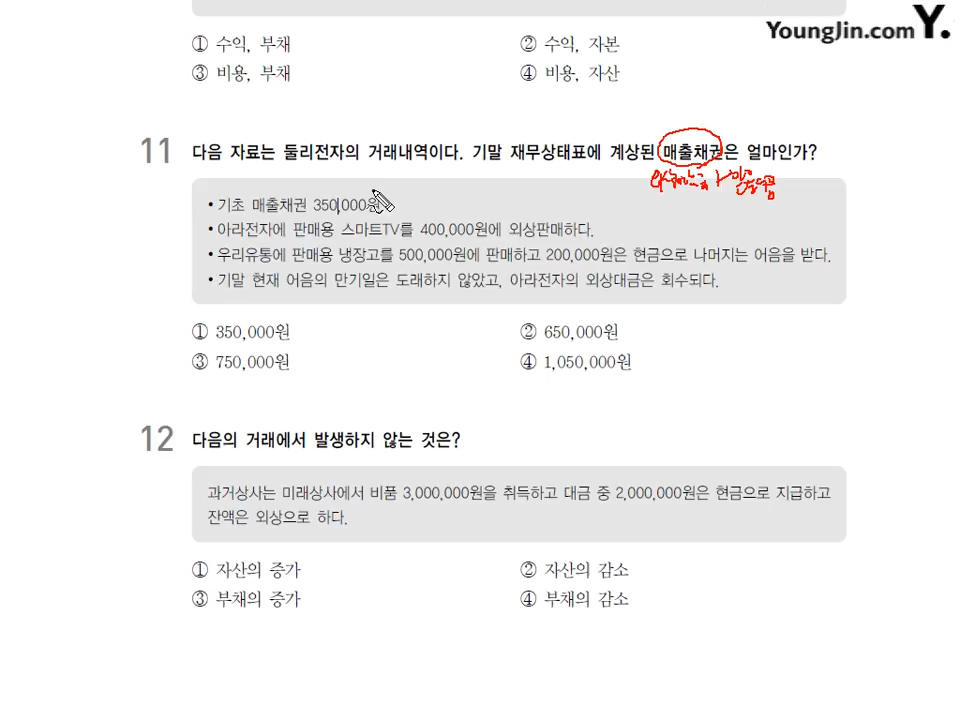 YoungJin.com Y.
① 수익, 부채
② 수익, 자본
③ 비용, 부채
④ 비용, 자산
11 다음 자료는 둘리전자의 거래내역이다. 기말 재무상태표에 계상된 매출채권은 얼마인가?
• 기초 매출채권 350,000원
• 아라전자에 판매용 스마트TV를 400,000원에 외상판매하다.
• 우리유통에 판매용 냉장고를 500,000원에 판매하고 200,000원은 현금으로 나머지는 어음을 받다.
• 기말 현재 어음의 만기일은 도래하지 않았고, 아라전자의 외상대금은 회수되다.
① 350,000원
② 650,000원
③ 750,000원
④ 1,050,000원
12 다음의 거래에서 발생하지 않는 것은?
과거상사는 미래상사에서 비품 3,000,000원을 취득하고 대금 중 2,000,000원은 현금으로 지급하고
잔액은 외상으로 하다.
① 자산의 증가
② 자산의 감소
③ 부채의 증가
④ 부채의 감소